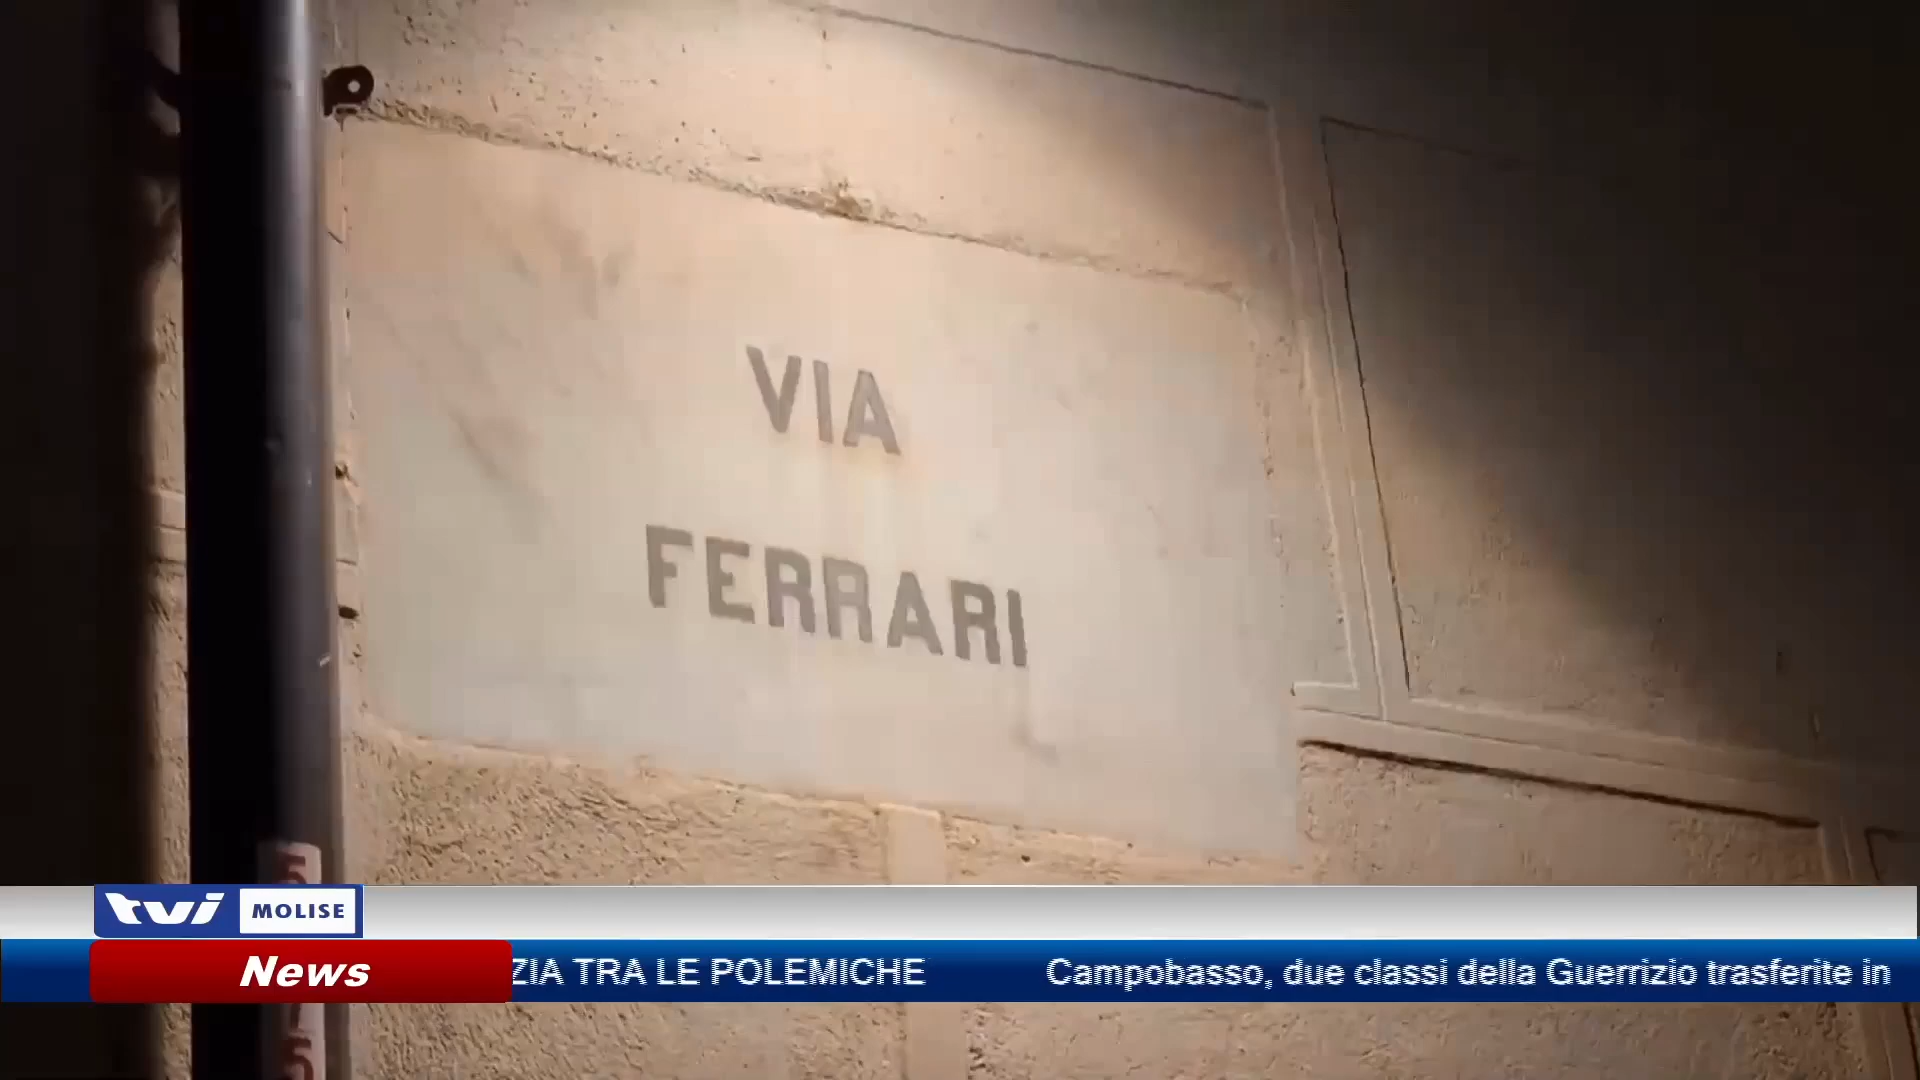 VIA
FERRARI
tvi MOLISE
News
ZIA TRA LE POLEMICHE Campobasso, due classi della Guerrizio trasferite in